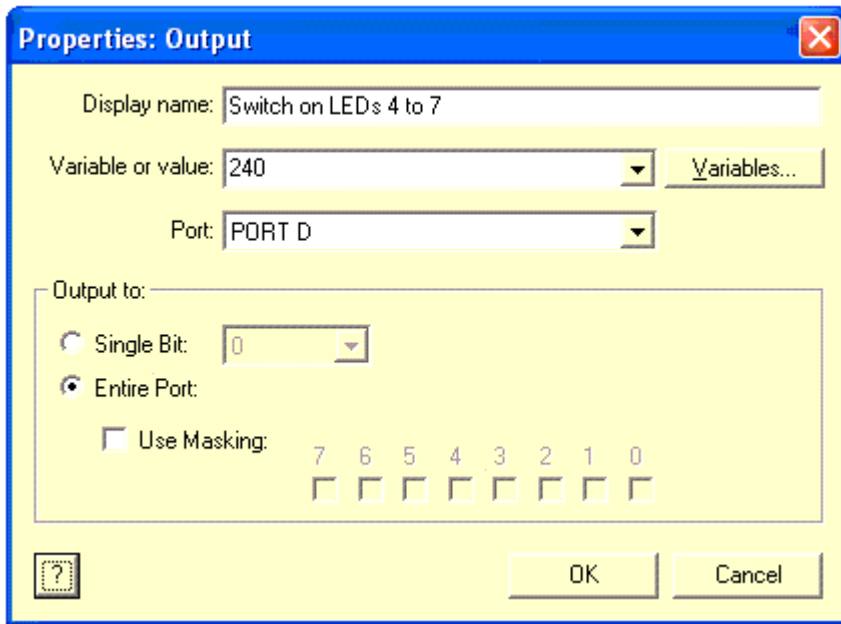 Properties: Output
Display name: Switch on LEDs 4 to 7
Variable or value: 240 Variables...
Port: PORT D
Output to:
Single Bit: 0
Entire Port:
Use Masking:
7 6 5 4 3 2 1 0
? OK Cancel